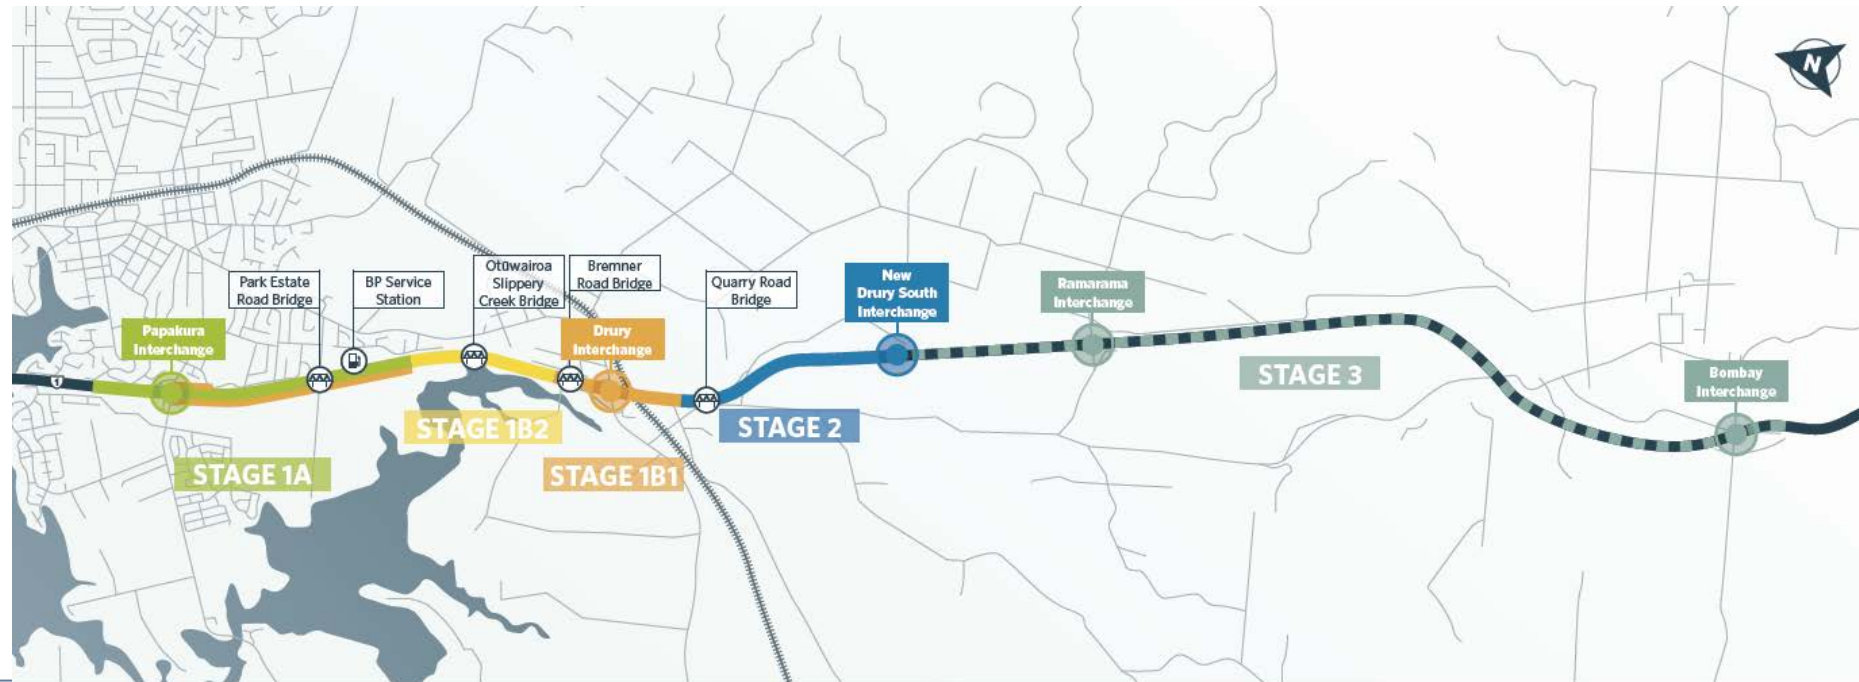 N
Park Estate
Road Bridge
BP Service
Station
Otūwairoa
Slippery
Creek Bridge
Bremner
Road Bridge
Quarry Road
Bridge
New
Drury South
Interchange
Ramarama
Interchange
Papakura
Interchange
Drury
Interchange
1
Bombay
Interchange
STAGE 3
STAGE 1B2
STAGE 2
STAGE 1A
STAGE 1B1